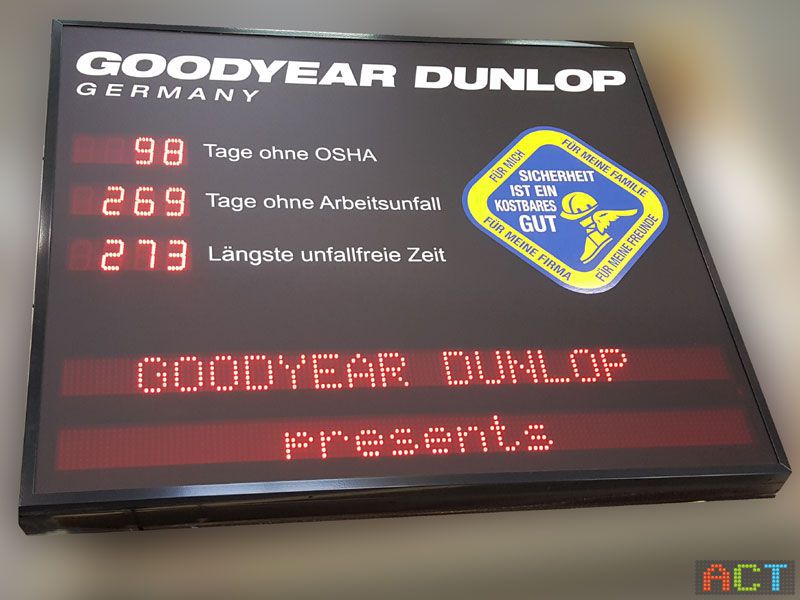 GOODYEAR DUNLOP
GERMANY
98 Tage ohne OSHA
269 Tage ohne Arbeitsunfall
273 Längste unfallfreie Zeit
FÜR MICH
FÜR MEINE FAMILIE
SICHERHEIT
IST EIN
KOSTBARES
GUT
FÜR MEINE FIRMA
FÜR MEINE FREUNDE
GOODYEAR DUNLOP
presents
ACT